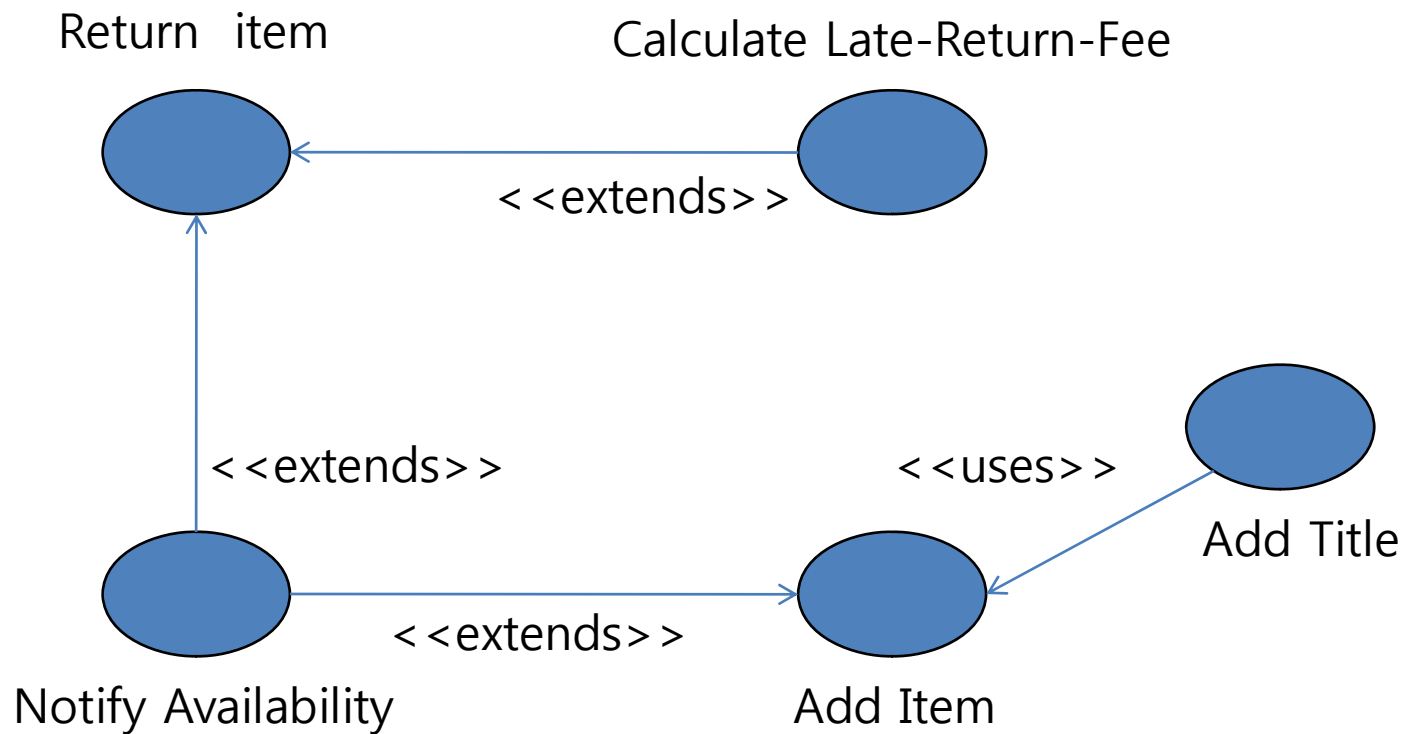 Return item
Calculate Late-Return-Fee
<<extends>>
<<extends>>
<<uses>>
Add Title
<<extends>>
Notify Availability
Add Item